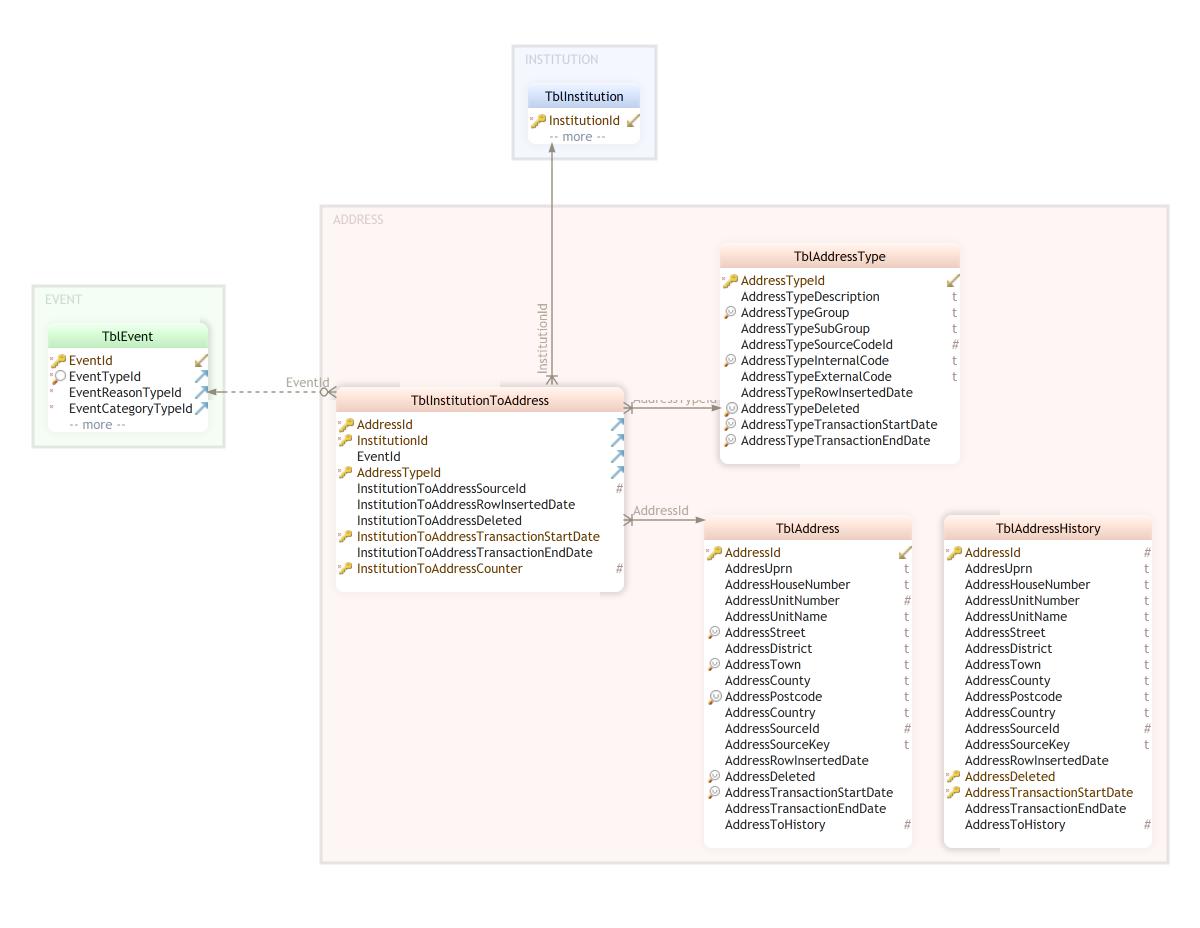 INSTITUTION
TblInstitution
InstitutionId
-- more --
ADDRESS
EVENT
TblEvent
EventId
EventTypeId
EventReasonTypeId
EventCategoryTypeId
-- more --
EventId
InstitutionId
TblInstitutionToAddress
AddressId
InstitutionId
EventId
AddressTypeId
InstitutionToAddressSourceId #
InstitutionToAddressRowInsertedDate
InstitutionToAddressDeleted
InstitutionToAddressTransactionStartDate
InstitutionToAddressTransactionEndDate
InstitutionToAddressCounter #
AddressTypeId
AddressId
TblAddressType
AddressTypeId
AddressTypeDescription t
AddressTypeGroup t
AddressTypeSubGroup t
AddressTypeSourceCodeId #
AddressTypeInternalCode t
AddressTypeExternalCode t
AddressTypeRowInsertedDate
AddressTypeDeleted
AddressTypeTransactionStartDate
AddressTypeTransactionEndDate
TblAddress
AddressId
AddresUprn t
AddressHouseNumber t
AddressUnitNumber #
AddressUnitName t
AddressStreet t
AddressDistrict t
AddressTown t
AddressCounty t
AddressPostcode t
AddressCountry t
AddressSourceId #
AddressSourceKey t
AddressRowInsertedDate
AddressDeleted
AddressTransactionStartDate
AddressTransactionEndDate
AddressToHistory #
TblAddressHistory
AddressId #
AddresUprn t
AddressHouseNumber t
AddressUnitNumber t
AddressUnitName t
AddressStreet t
AddressDistrict t
AddressTown t
AddressCounty t
AddressPostcode t
AddressCountry t
AddressSourceId #
AddressSourceKey t
AddressRowInsertedDate
AddressDeleted
AddressTransactionStartDate
AddressTransactionEndDate
AddressToHistory #